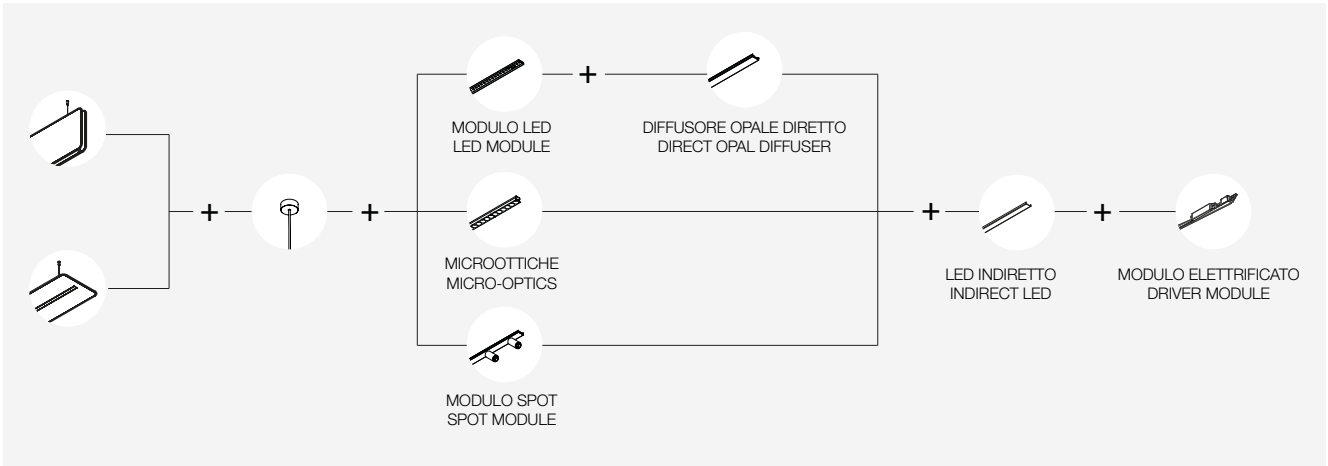 MODULO LED
LED MODULE
+
DIFFUSORE OPALE DIRETTO
DIRECT OPAL DIFFUSER
+
+
MICROOTTICHE
MICRO-OPTICS
+
LED INDIRETTO
INDIRECT LED
+
MODULO ELETTRIFICATO
DRIVER MODULE
MODULO SPOT
SPOT MODULE